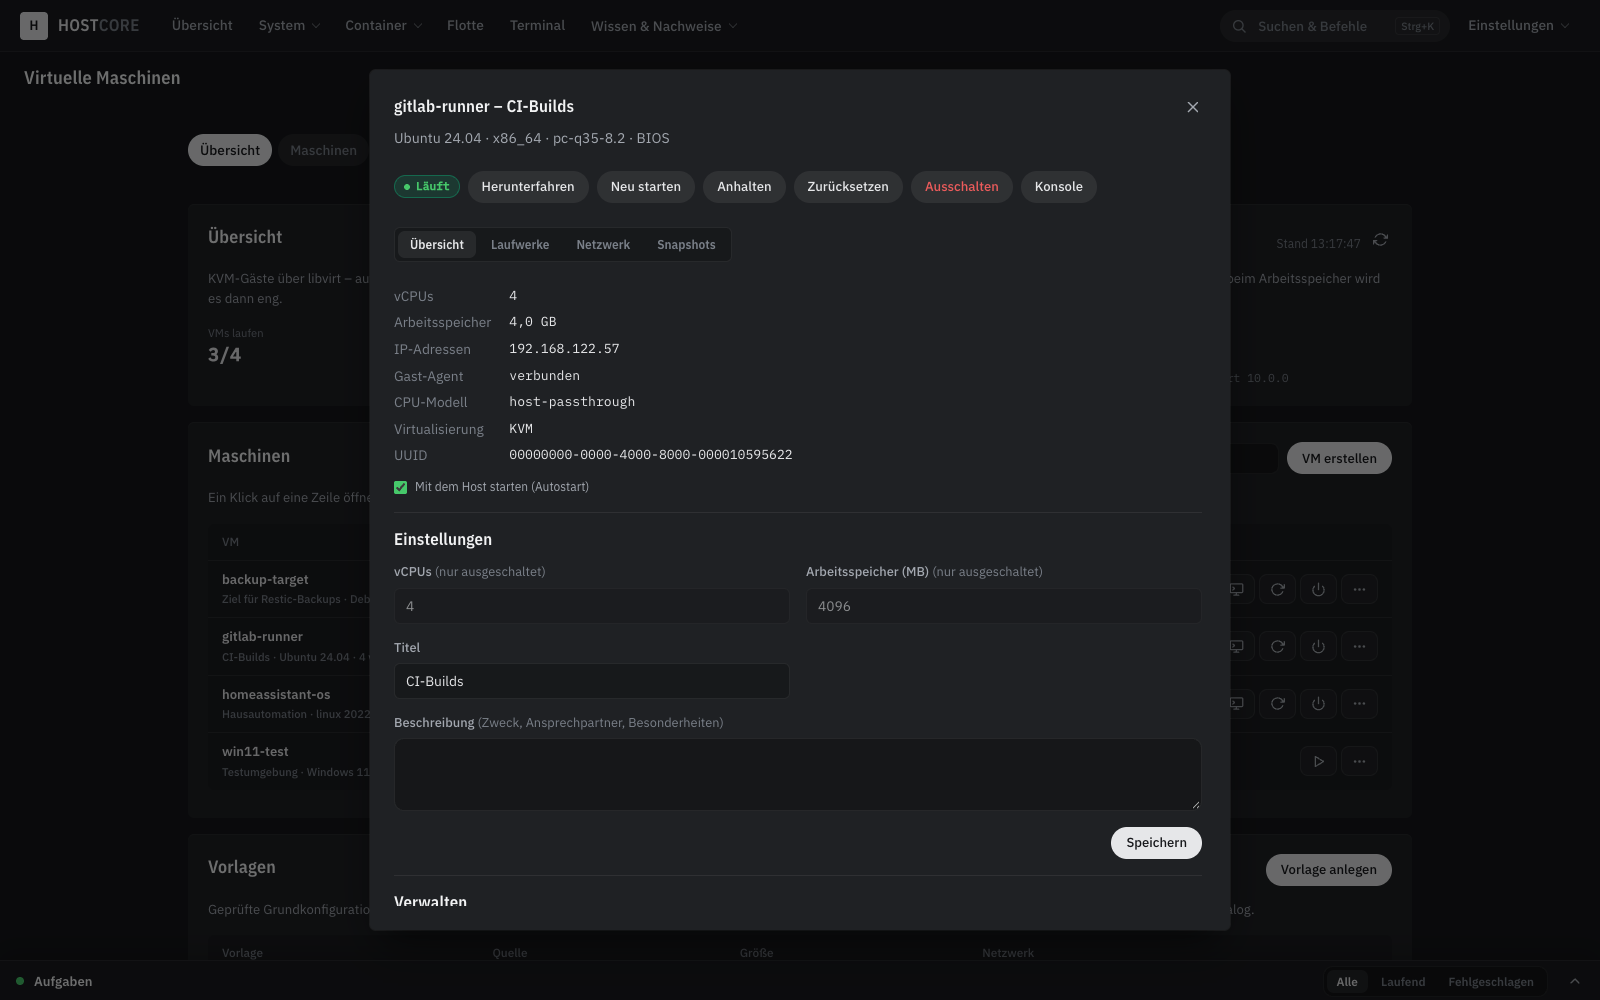 H HOSTCORE Übersicht System Container Flotte Terminal Wissen & Nachweise Suchen & Befehle Strg+K Einstellungen
Virtuelle Maschinen
Übersicht Maschinen
Übersicht
Stand 13:17:47
KVM-Gäste über libvirt – au
beim Arbeitsspeicher wird
es dann eng.
VMs laufen
3/4
rt 10.0.0
Maschinen
VM erstellen
Ein Klick auf eine Zeile öffne
VM
backup-target
Ziel für Restic-Backups · Deb
gitlab-runner
CI-Builds · Ubuntu 24.04 · 4
homeassistant-os
Hausautomation · linux 2022
win11-test
Testumgebung · Windows 11
Vorlagen
Vorlage anlegen
Geprüfte Grundkonfiguratio
alog.
Vorlage Quelle Größe Netzwerk
gitlab-runner – CI-Builds
Ubuntu 24.04 · x86_64 · pc-q35-8.2 · BIOS
Läuft Herunterfahren Neu starten Anhalten Zurücksetzen Ausschalten Konsole
Übersicht Laufwerke Netzwerk Snapshots
vCPUs 4
Arbeitsspeicher 4,0 GB
IP-Adressen 192.168.122.57
Gast-Agent verbunden
CPU-Modell host-passthrough
Virtualisierung KVM
UUID 00000000-0000-4000-8000-000010595622
Mit dem Host starten (Autostart)
Einstellungen
vCPUs (nur ausgeschaltet) Arbeitsspeicher (MB) (nur ausgeschaltet)
4 4096
Titel
CI-Builds
Beschreibung (Zweck, Ansprechpartner, Besonderheiten)
Speichern
Verwalten
Aufgaben Alle Laufend Fehlgeschlagen